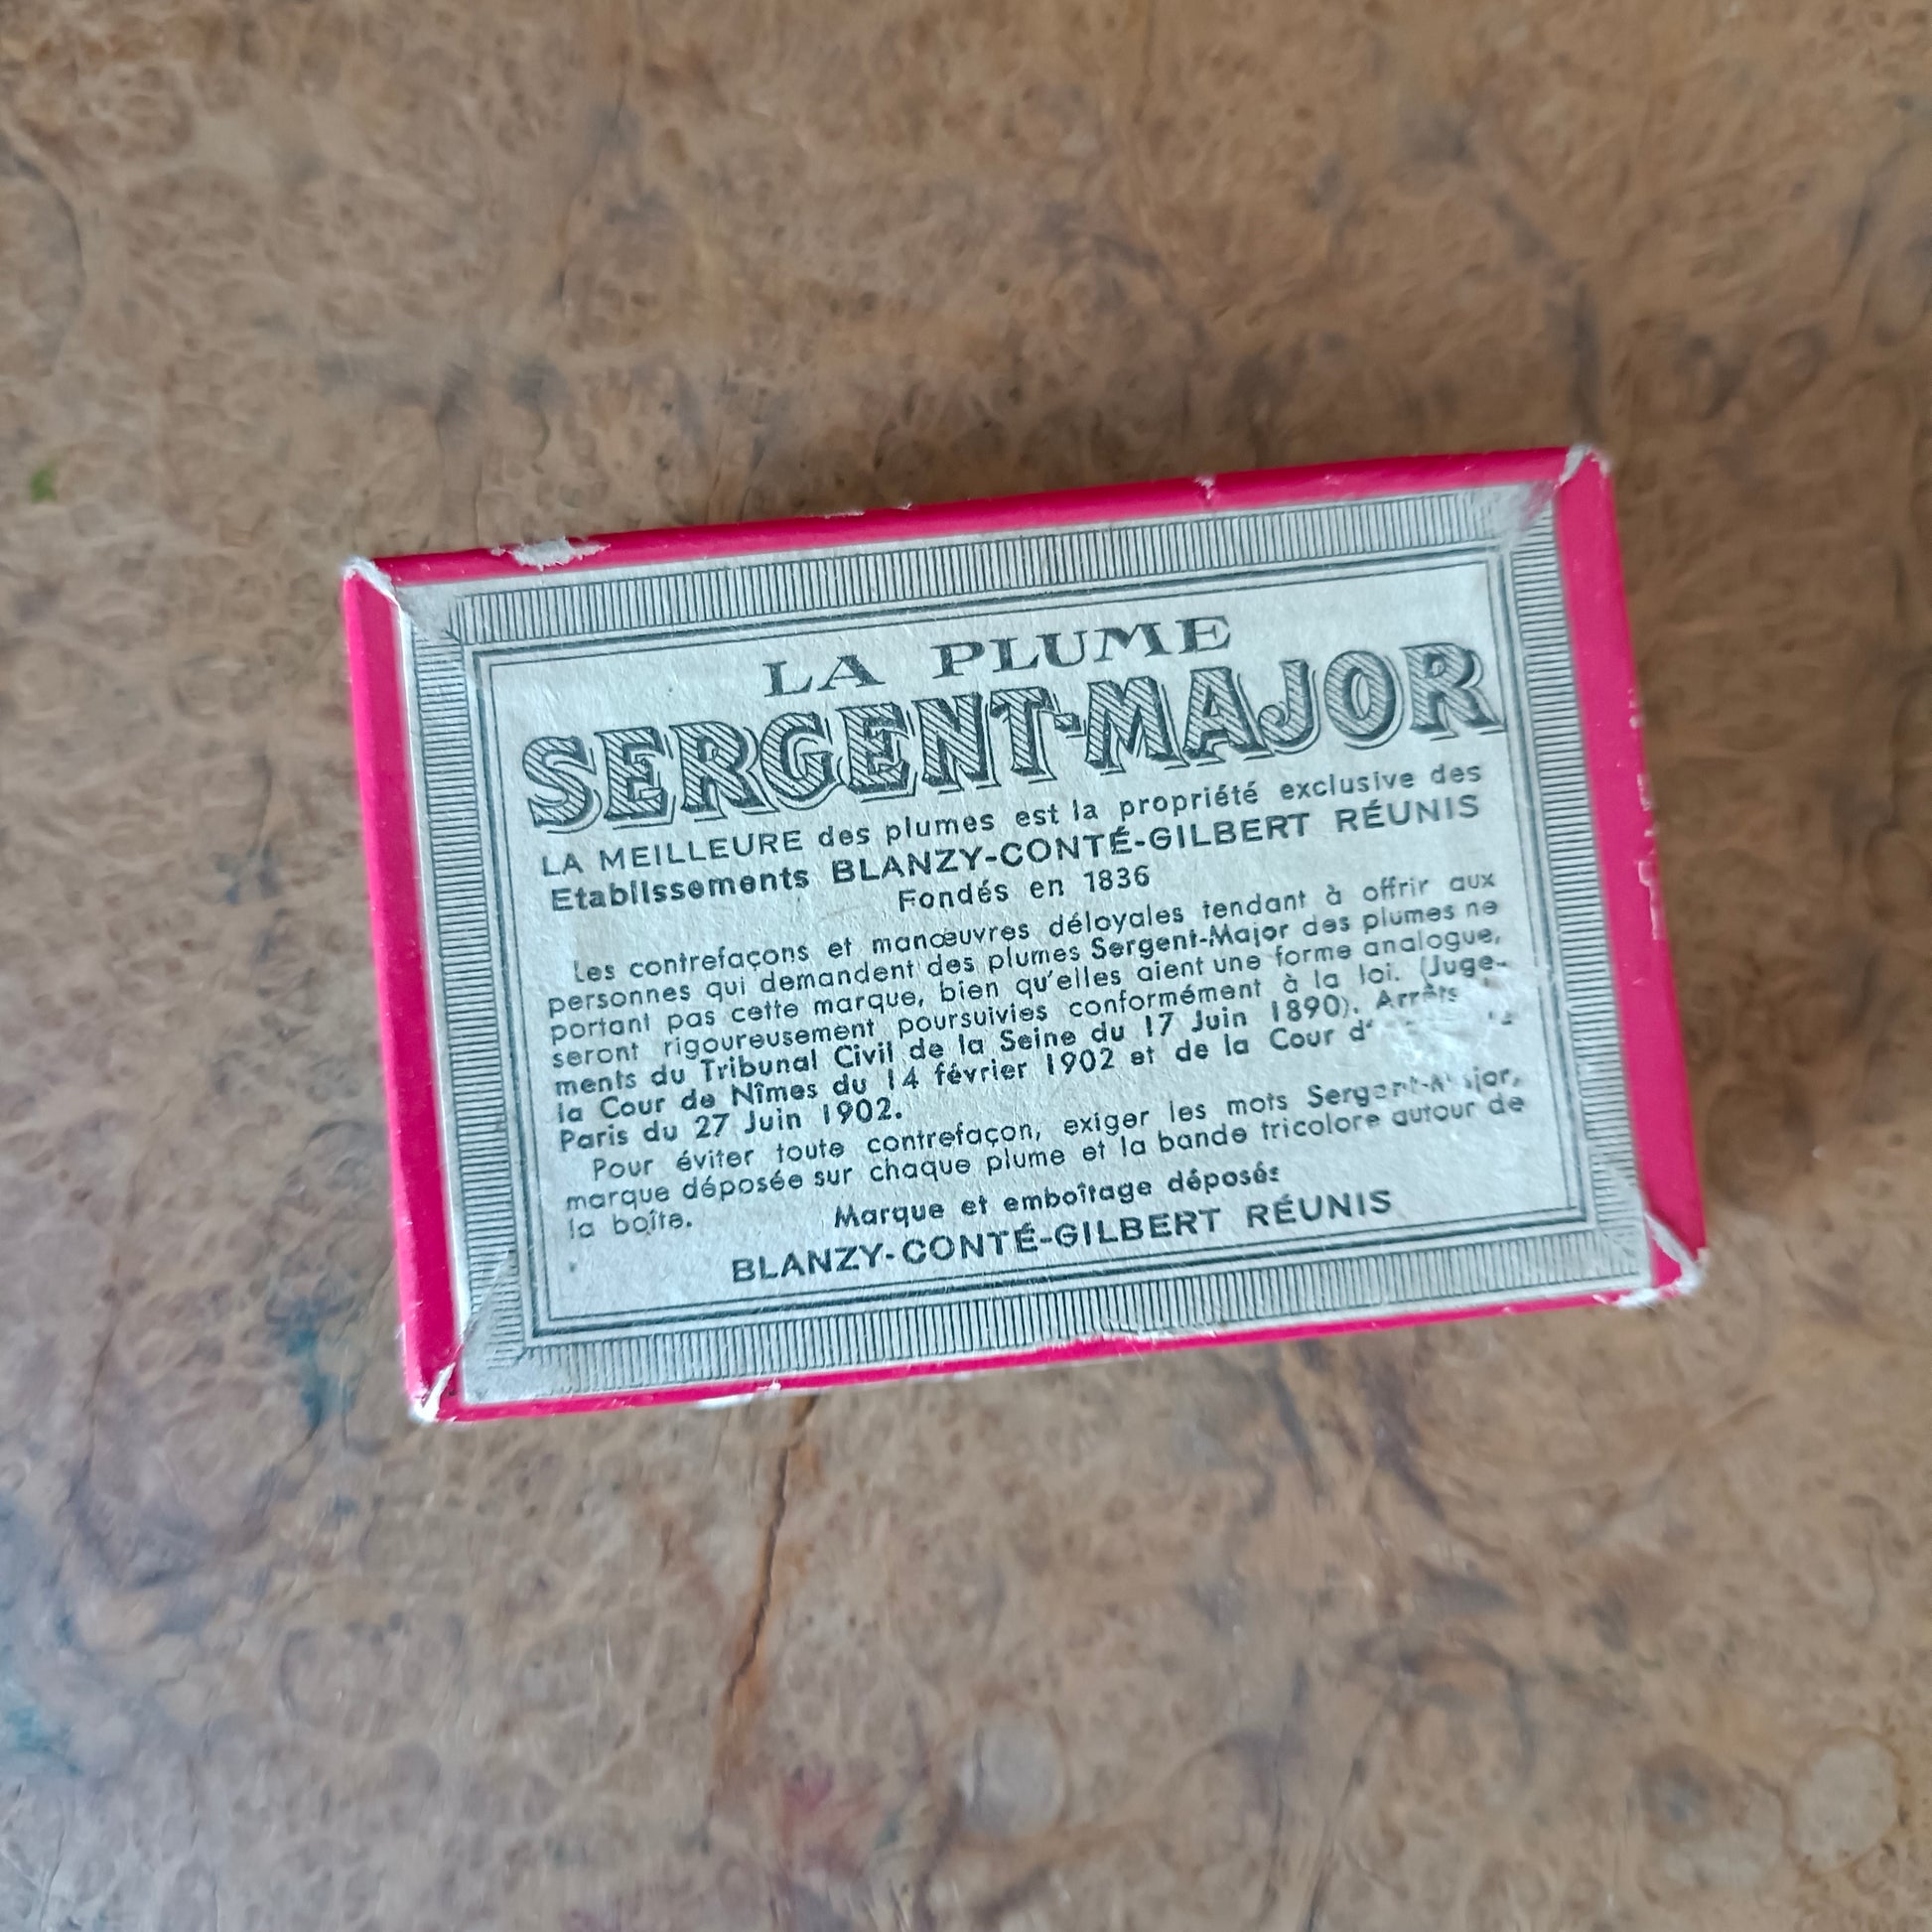 LA PLUME
SERGENT-MAJOR
LA MEILLEURE des plumes est la propriété exclusive des
Etablissements BLANZY-CONTÉ-GILBERT RÉUNIS
Fondés en 1836
Les contrefaçons et manœuvres déloyales tendant à offrir aux
personnes qui demandent des plumes Sergent-Major des plumes ne
portant pas cette marque, bien qu'elles aient une forme analogue,
seront rigoureusement poursuivies conformément à la loi. (Juge-
ments du Tribunal Civil de la Seine du 17 Juin 1890). Arrêts
la Cour de Nîmes du 14 février 1902 et de la Cour
Paris du 27 Juin 1902.
Pour éviter toute contrefaçon, exiger les mots Sergent-Major,
marque déposée sur chaque plume et la bande tricolore autour de
la boîte.
Marque et emboîtage déposés
BLANZY-CONTÉ-GILBERT RÉUNIS